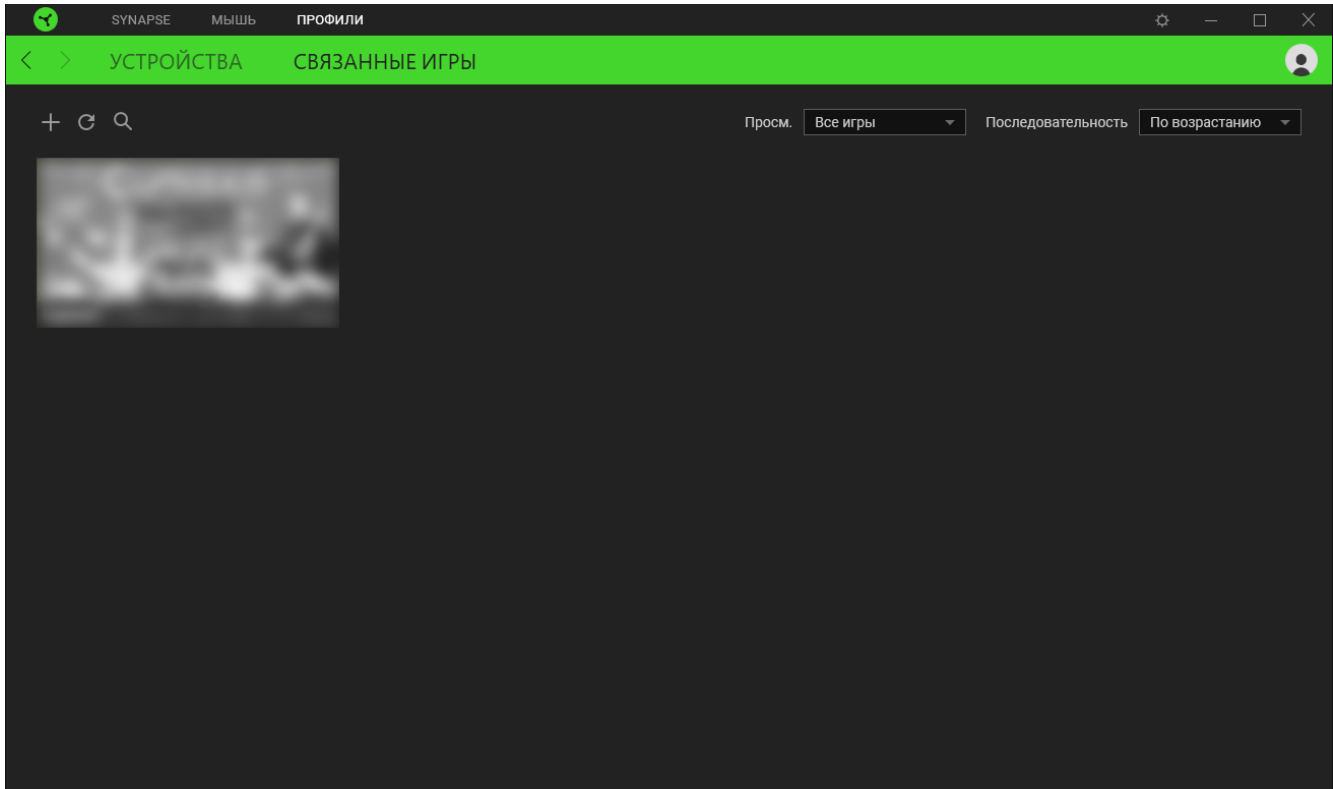 SYNAPSE МЫШЬ ПРОФИЛИ
УСТРОЙСТВА СВЯЗАННЫЕ ИГРЫ
Просм. Все игры Последовательность По возрастанию